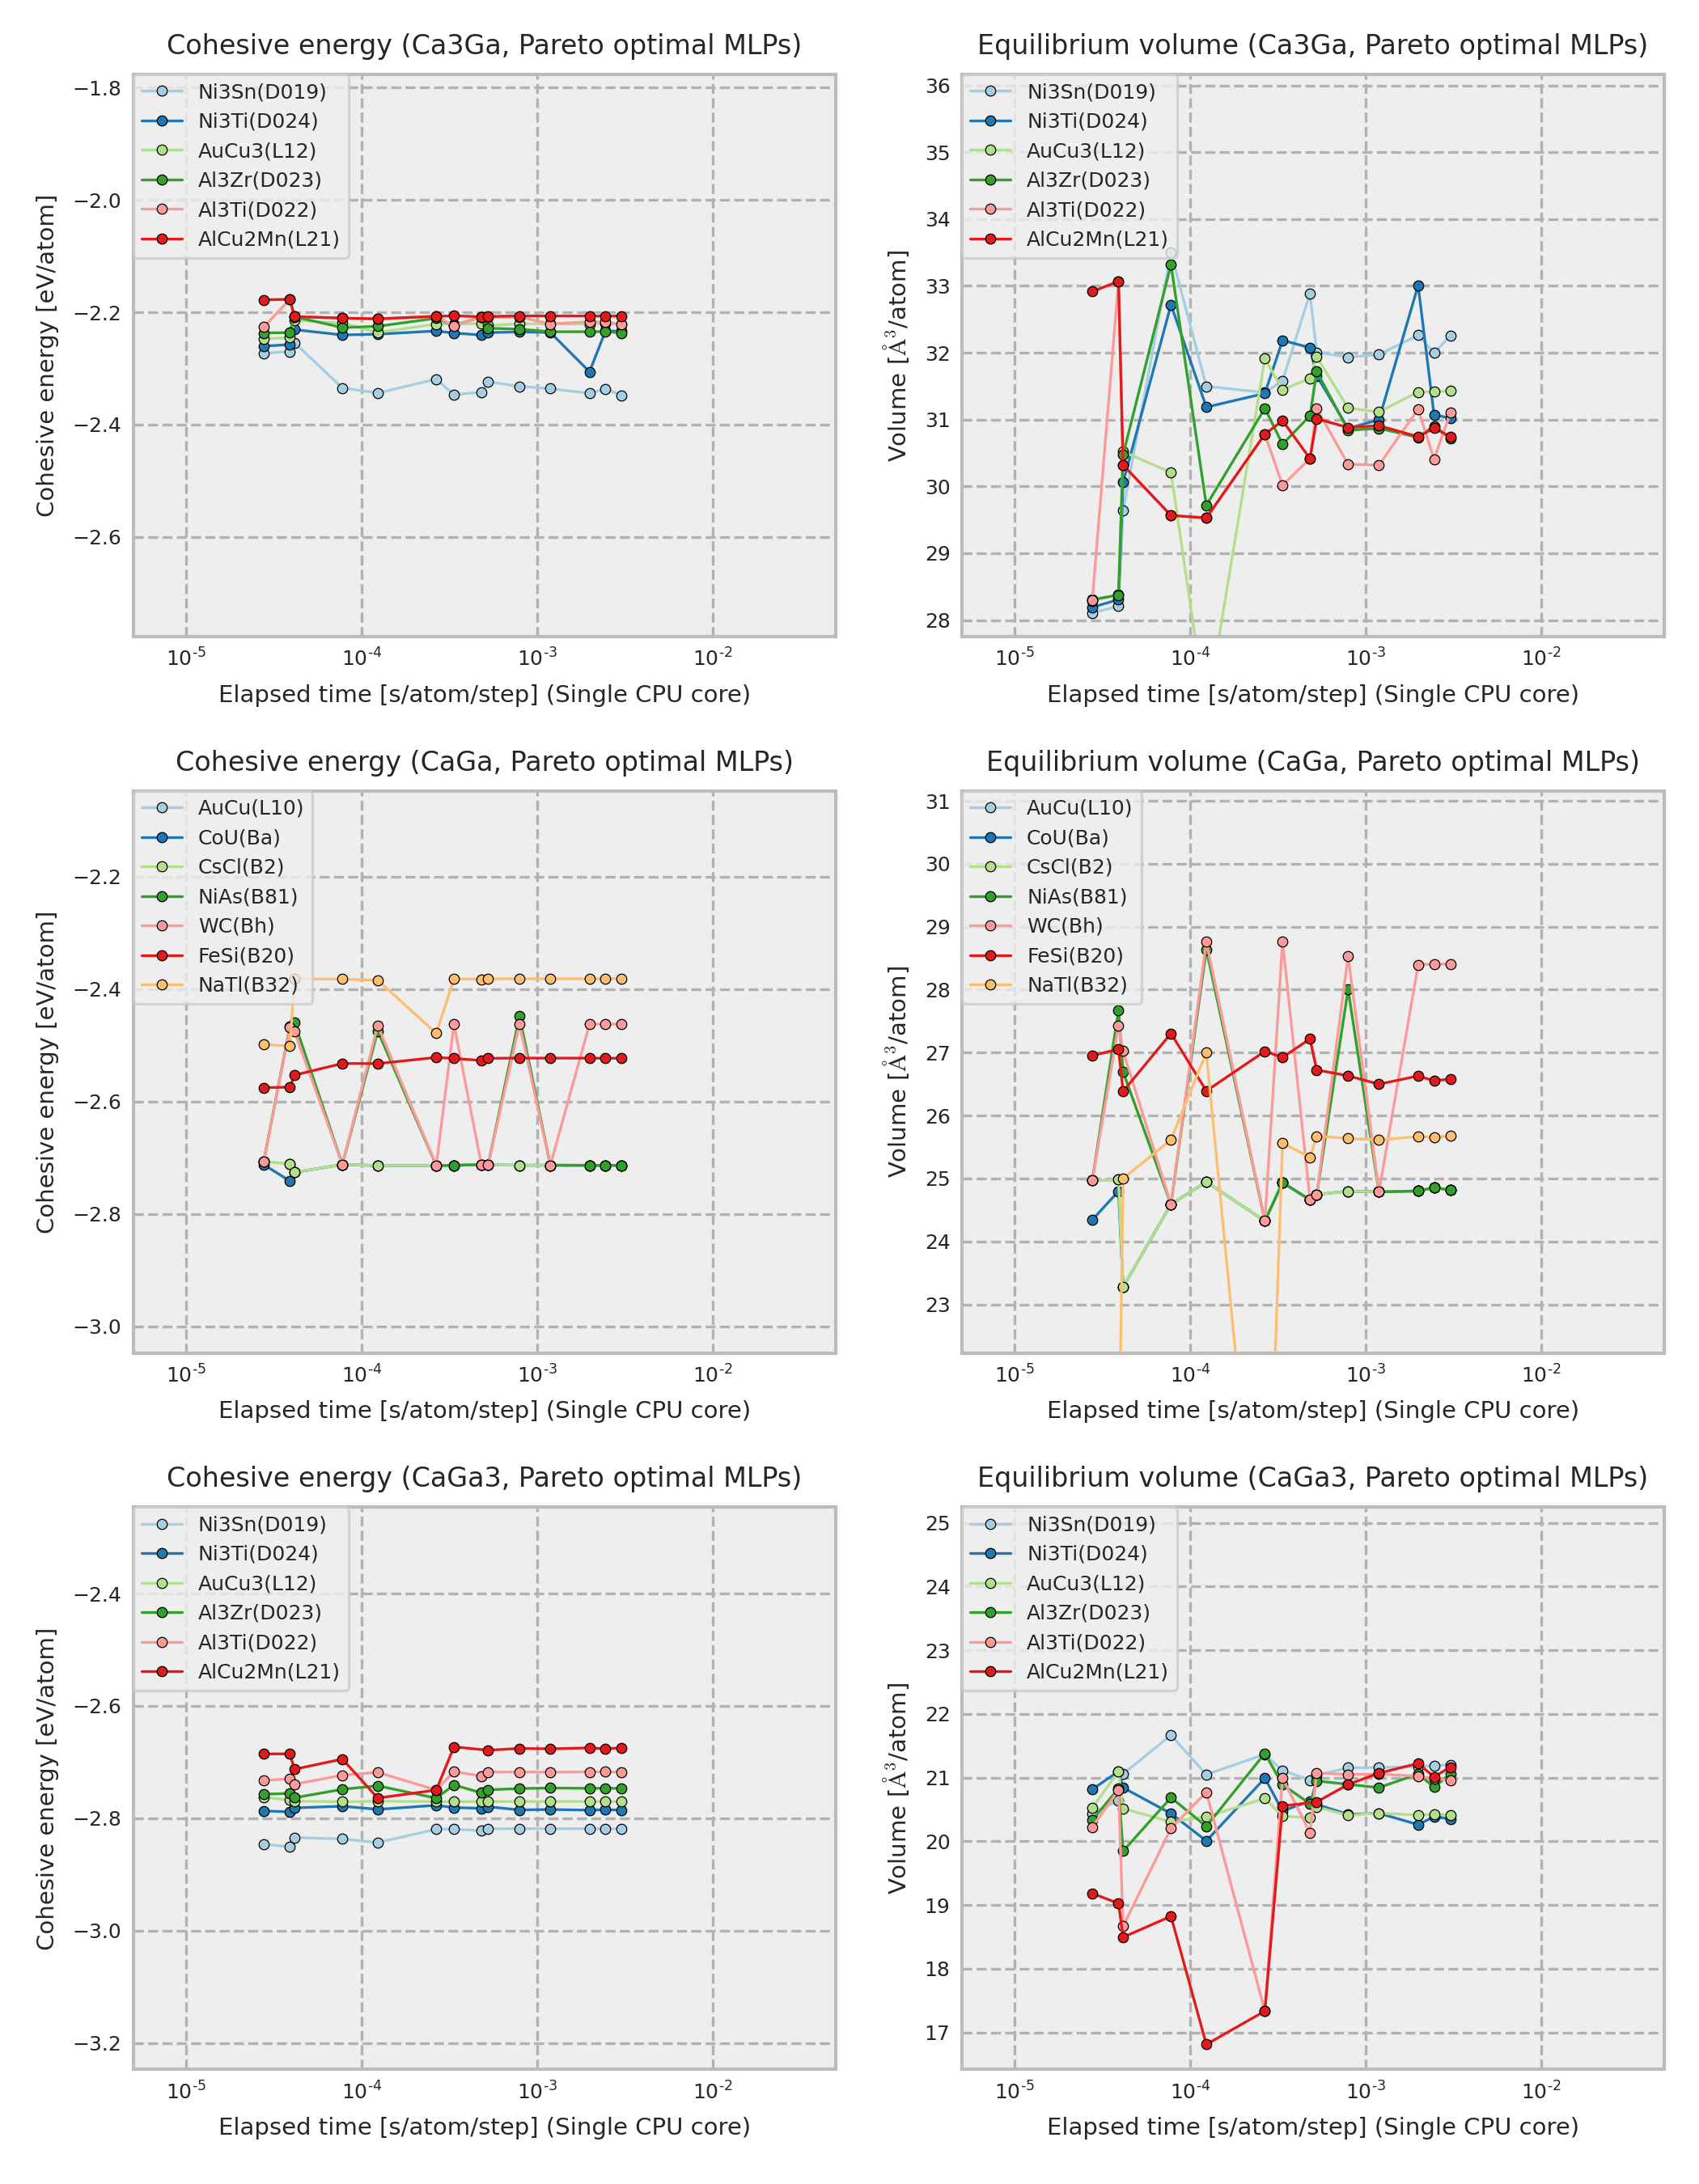 Cohesive energy (Ca3Ga, Pareto optimal MLPs)
Cohesive energy [eV/atom]
−1.8
−2.0
−2.2
−2.4
−2.6
Ni3Sn(D019)
Ni3Ti(D024)
AuCu3(L12)
Al3Zr(D023)
Al3Ti(D022)
AlCu2Mn(L21)
10⁻⁵ 10⁻⁴ 10⁻³ 10⁻²
Elapsed time [s/atom/step] (Single CPU core)
Equilibrium volume (Ca3Ga, Pareto optimal MLPs)
Volume [Å³/atom]
36
35
34
33
32
31
30
29
28
Ni3Sn(D019)
Ni3Ti(D024)
AuCu3(L12)
Al3Zr(D023)
Al3Ti(D022)
AlCu2Mn(L21)
10⁻⁵ 10⁻⁴ 10⁻³ 10⁻²
Elapsed time [s/atom/step] (Single CPU core)
Cohesive energy (CaGa, Pareto optimal MLPs)
Cohesive energy [eV/atom]
−2.2
−2.4
−2.6
−2.8
−3.0
AuCu(L10)
CoU(Ba)
CsCl(B2)
NiAs(B81)
WC(Bh)
FeSi(B20)
NaTl(B32)
10⁻⁵ 10⁻⁴ 10⁻³ 10⁻²
Elapsed time [s/atom/step] (Single CPU core)
Equilibrium volume (CaGa, Pareto optimal MLPs)
Volume [Å³/atom]
31
30
29
28
27
26
25
24
23
AuCu(L10)
CoU(Ba)
CsCl(B2)
NiAs(B81)
WC(Bh)
FeSi(B20)
NaTl(B32)
10⁻⁵ 10⁻⁴ 10⁻³ 10⁻²
Elapsed time [s/atom/step] (Single CPU core)
Cohesive energy (CaGa3, Pareto optimal MLPs)
Cohesive energy [eV/atom]
−2.4
−2.6
−2.8
−3.0
−3.2
Ni3Sn(D019)
Ni3Ti(D024)
AuCu3(L12)
Al3Zr(D023)
Al3Ti(D022)
AlCu2Mn(L21)
10⁻⁵ 10⁻⁴ 10⁻³ 10⁻²
Elapsed time [s/atom/step] (Single CPU core)
Equilibrium volume (CaGa3, Pareto optimal MLPs)
Volume [Å³/atom]
25
24
23
22
21
20
19
18
17
Ni3Sn(D019)
Ni3Ti(D024)
AuCu3(L12)
Al3Zr(D023)
Al3Ti(D022)
AlCu2Mn(L21)
10⁻⁵ 10⁻⁴ 10⁻³ 10⁻²
Elapsed time [s/atom/step] (Single CPU core)